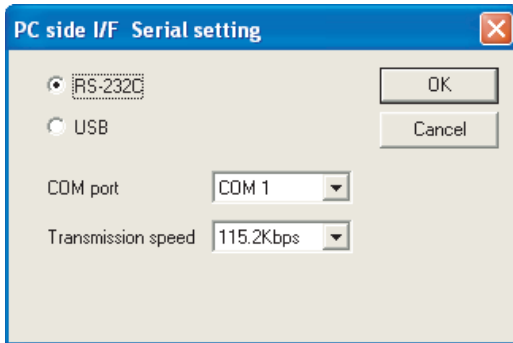 PC side I/F Serial setting
RS-232C
OK
USB
Cancel
COM port COM 1
Transmission speed 115.2Kbps